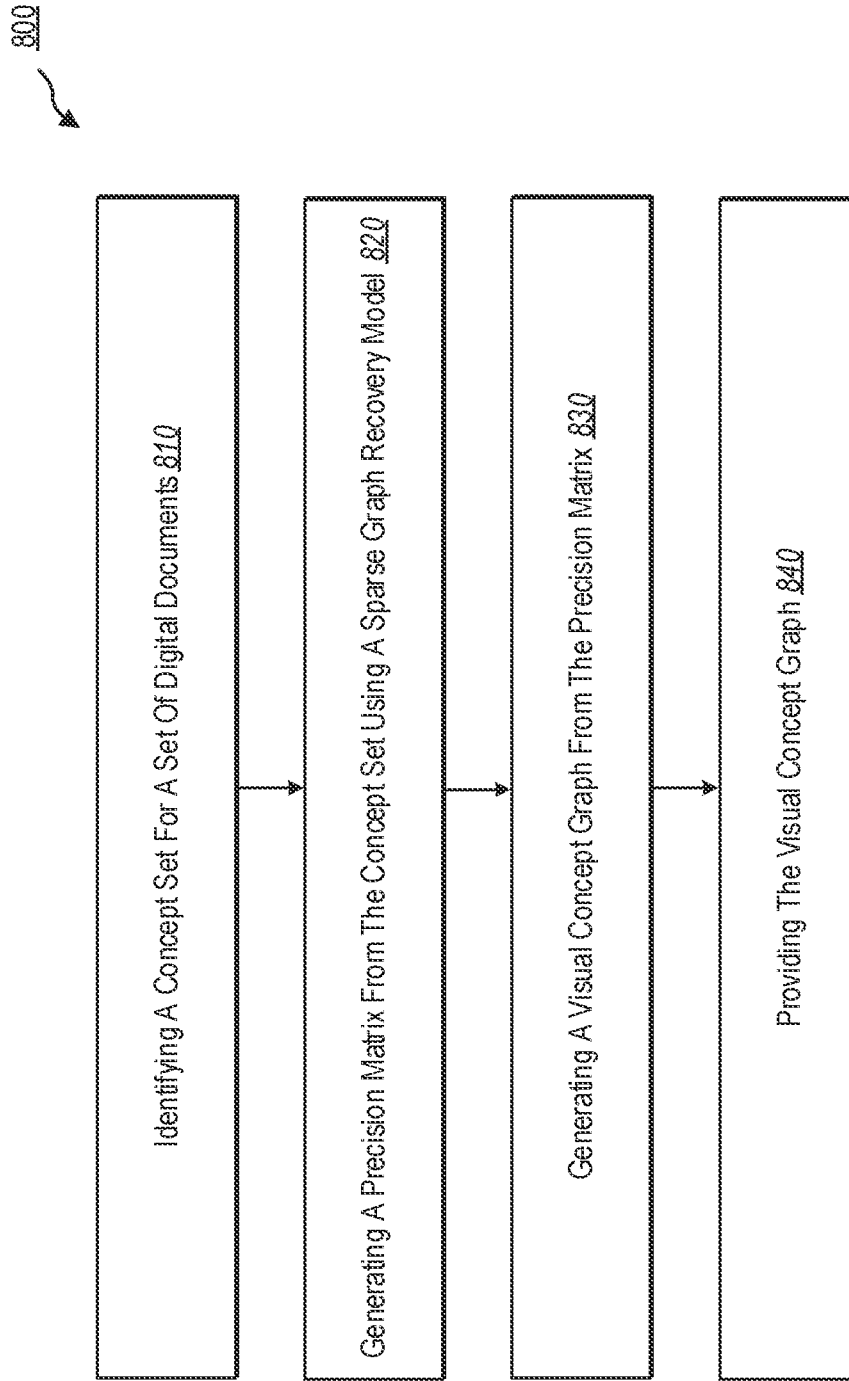 800
Identifying A Concept Set For A Set Of Digital Documents 810
Generating A Precision Matrix From The Concept Set Using A Sparse Graph Recovery Model 820
Generating A Visual Concept Graph From The Precision Matrix 830
Providing The Visual Concept Graph 840